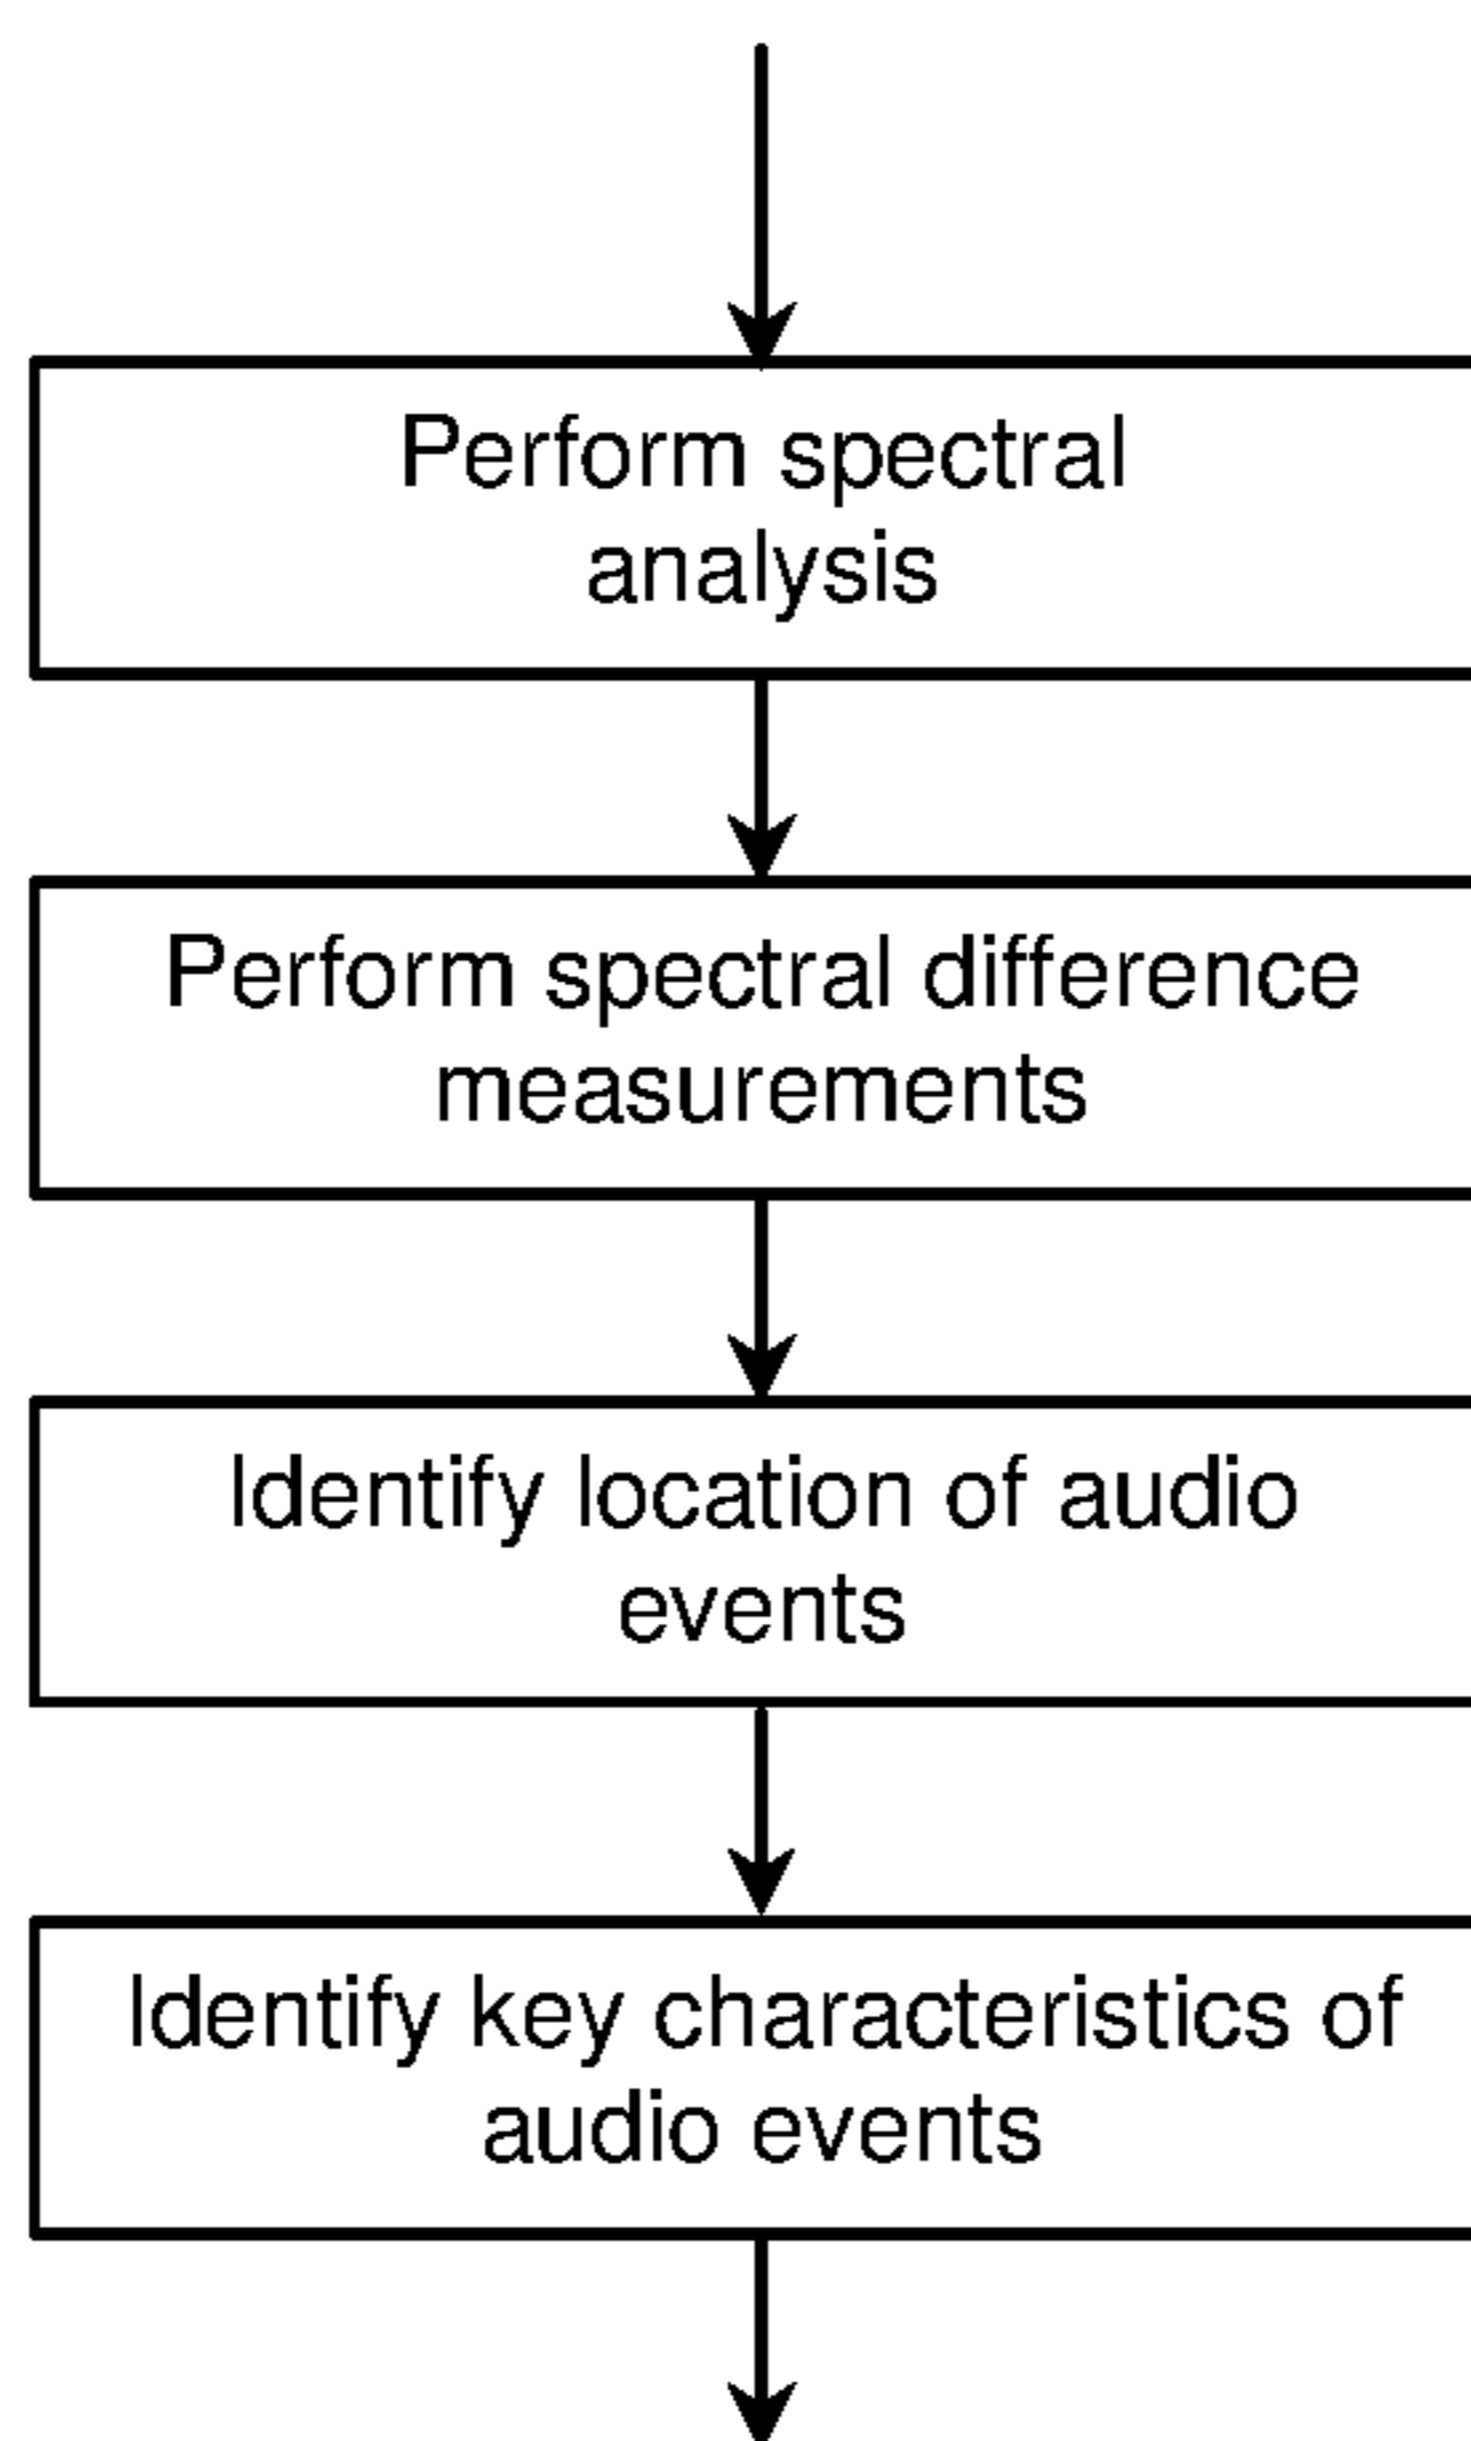 Perform spectral
analysis
Perform spectral difference
measurements
Identify location of audio
events
Identify key characteristics of
audio events